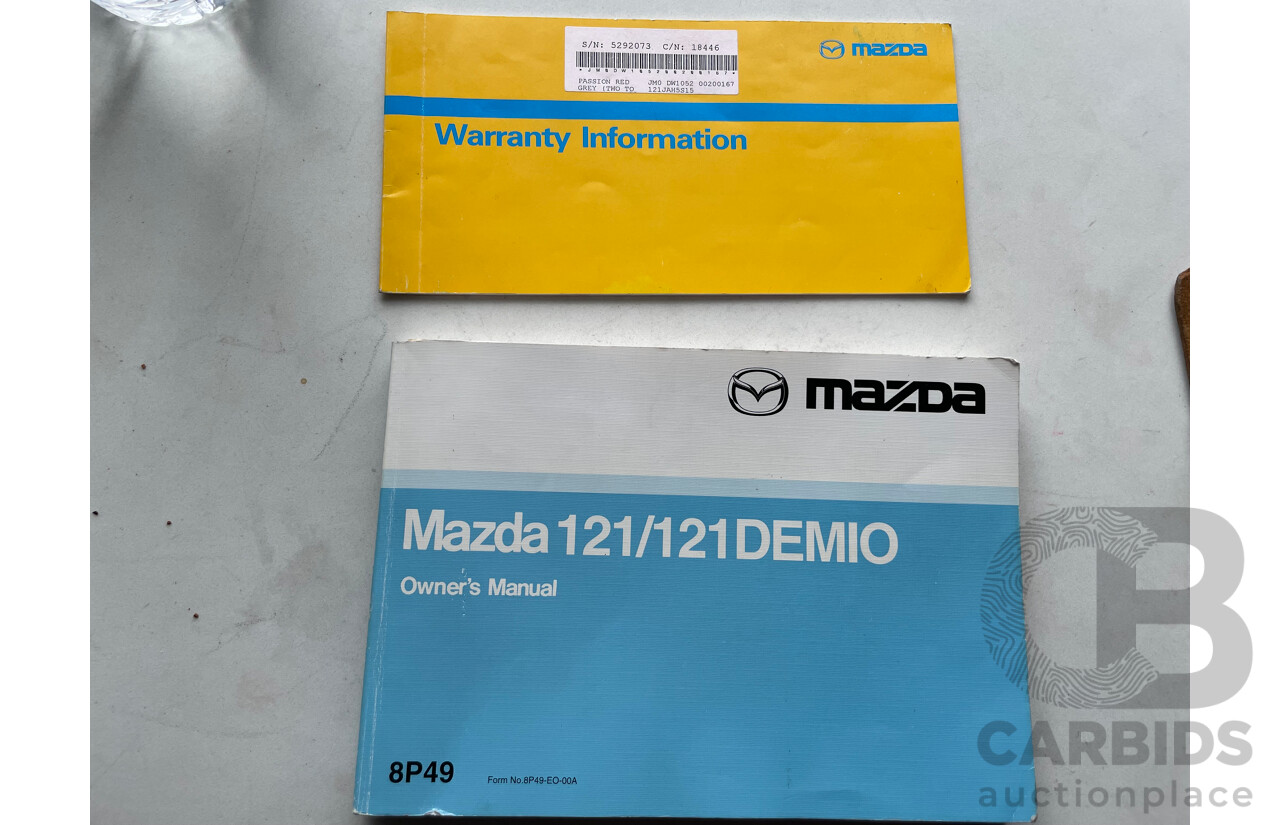 S/N: 5292073 C/N: 18446
PASSION RED JM0 DW1052 00200167
GREY (TWO TO 121JAH5S15
mazda
Warranty Information
mazda
Mazda 121/121DEMIO
Owner's Manual
8P49
Form No.8P49-EO-00A
CB
CARBIDS
auctionplace